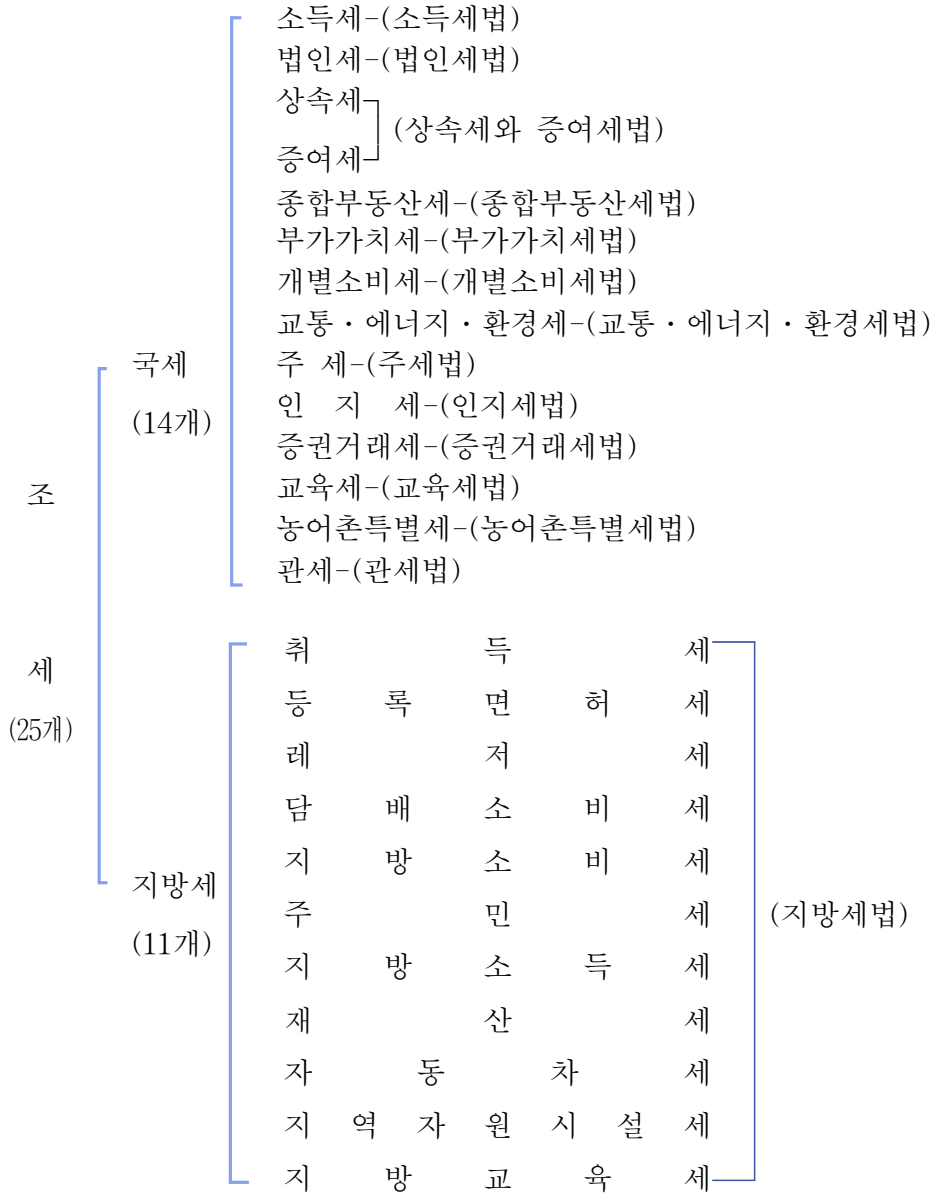 소득세-(소득세법)
법인세-(법인세법)
상속세
(상속세와 증여세법)
증여세
종합부동산세-(종합부동산세법)
부가가치세-(부가가치세법)
개별소비세-(개별소비세법)
교통·에너지·환경세-(교통·에너지·환경세법)
국세
(14개)
주 세-(주세법)
인 지 세-(인지세법)
증권거래세-(증권거래세법)
교육세-(교육세법)
농어촌특별세-(농어촌특별세법)
관세-(관세법)
조
세
(25개)
취 득 세
등 록 면 허 세
레 저 세
담 배 소 비 세
지 방 소 비 세
지방세
(11개)
주 민 세
(지방세법)
지 방 소 득 세
재 산 세
자 동 차 세
지 역 자 원 시 설 세
지 방 교 육 세